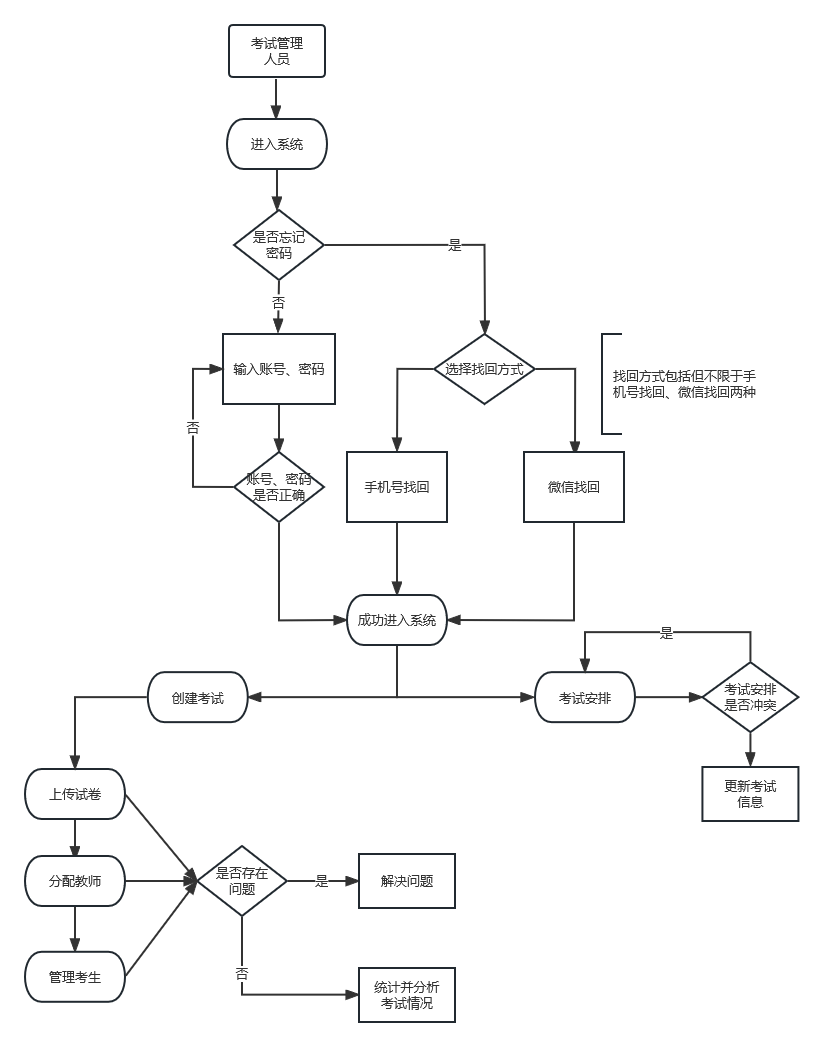 考试管理
人员
进入系统
是否忘记
密码
是
否
输入账号、密码
选择找回方式
找回方式包括但不限于手
机号找回、微信找回两种
否
账号、密码
是否正确
手机号找回
微信找回
成功进入系统
是
创建考试
考试安排
考试安排
是否冲突
上传试卷
更新考试
信息
分配教师
是否存在
问题
是
解决问题
管理考生
否
统计并分析
考试情况